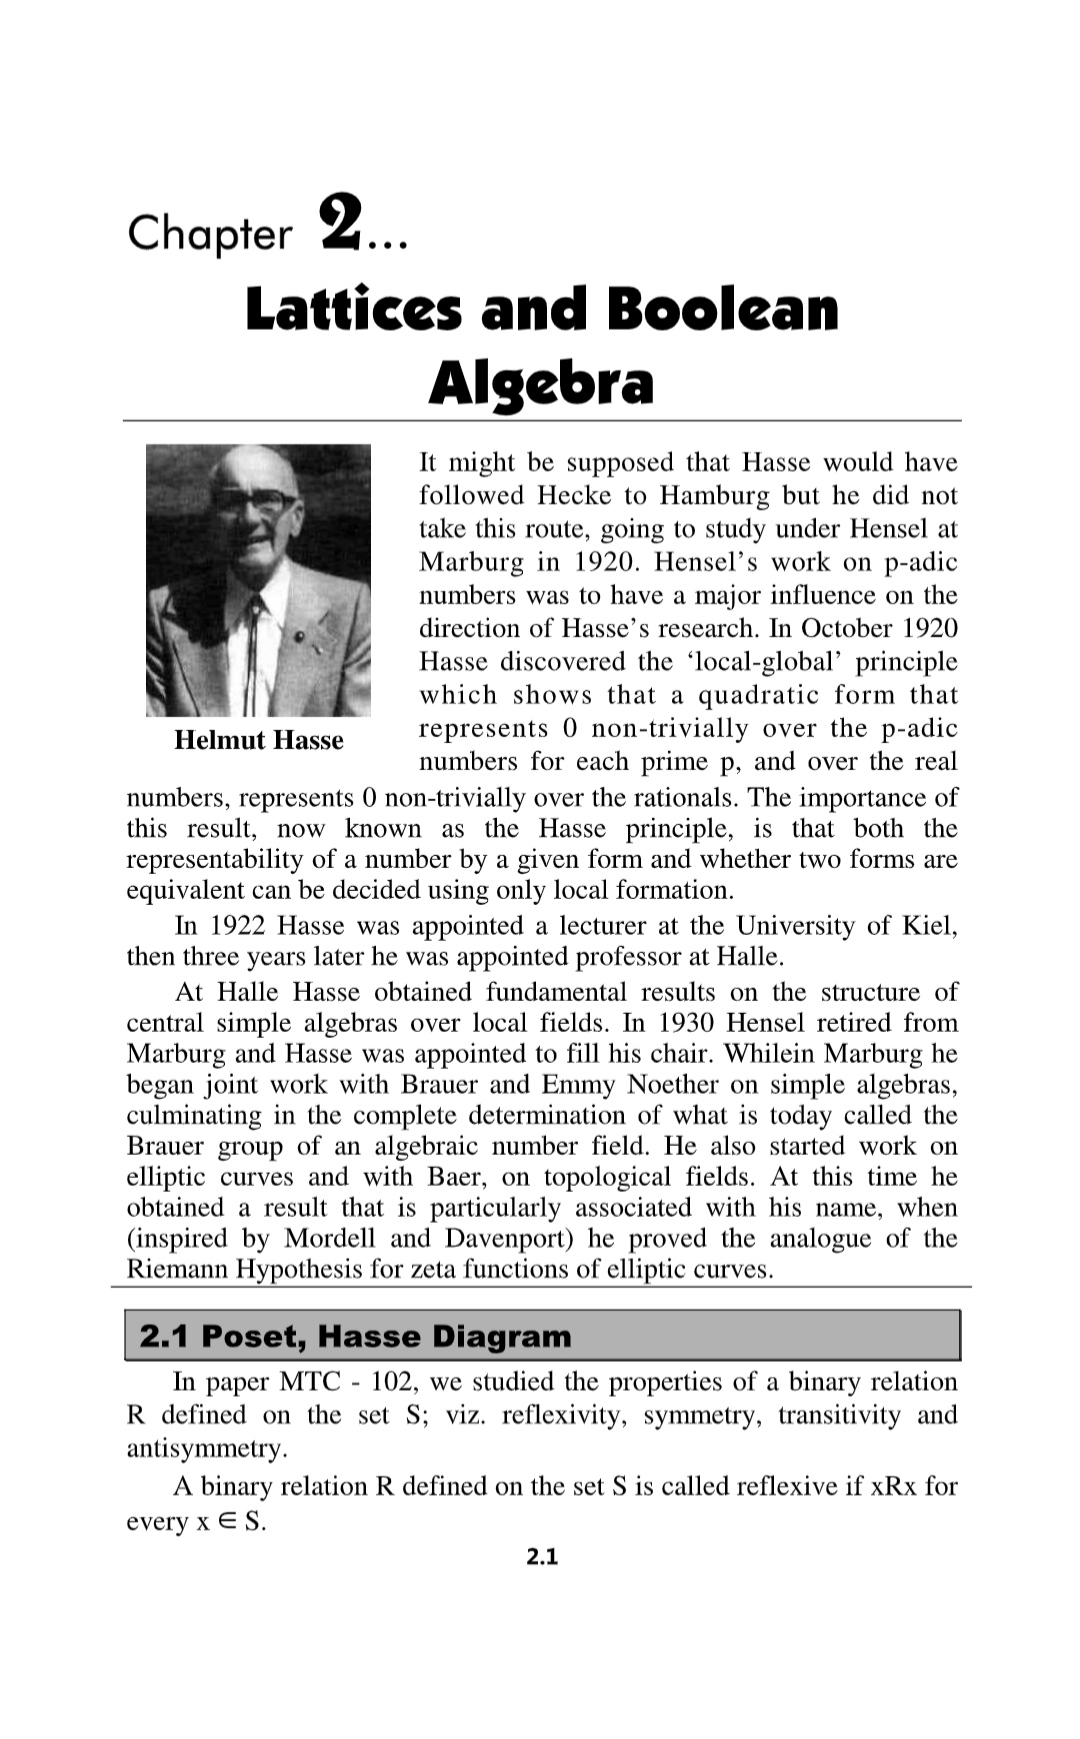 Chapter 2...
Lattices and Boolean
Algebra
It might be supposed that Hasse would have
followed Hecke to Hamburg but he did not
take this route, going to study under Hensel at
Marburg in 1920. Hensel’s work on p-adic
numbers was to have a major influence on the
direction of Hasse’s research. In October 1920
Hasse discovered the ‘local-global’ principle
which shows that a quadratic form that
represents 0 non-trivially over the p-adic
numbers for each prime p, and over the real
Helmut Hasse
numbers, represents 0 non-trivially over the rationals. The importance of
this result, now known as the Hasse principle, is that both the
representability of a number by a given form and whether two forms are
equivalent can be decided using only local formation.
In 1922 Hasse was appointed a lecturer at the University of Kiel,
then three years later he was appointed professor at Halle.
At Halle Hasse obtained fundamental results on the structure of
central simple algebras over local fields. In 1930 Hensel retired from
Marburg and Hasse was appointed to fill his chair. Whilein Marburg he
began joint work with Brauer and Emmy Noether on simple algebras,
culminating in the complete determination of what is today called the
Brauer group of an algebraic number field. He also started work on
elliptic curves and with Baer, on topological fields. At this time he
obtained a result that is particularly associated with his name, when
(inspired by Mordell and Davenport) he proved the analogue of the
Riemann Hypothesis for zeta functions of elliptic curves.
2.1 Poset, Hasse Diagram
In paper MTC - 102, we studied the properties of a binary relation
R defined on the set S; viz. reflexivity, symmetry, transitivity and
antisymmetry.
A binary relation R defined on the set S is called reflexive if xRx for
every x ∈ S.
2.1